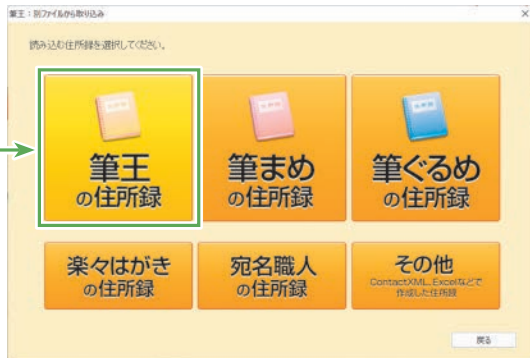 筆王：別ファイルから取り込み
読み込む住所録を選択してください。
筆王
の住所録
筆まめ
の住所録
筆ぐるめ
の住所録
楽々はがき
の住所録
宛名職人
の住所録
その他
ContactXML、Excelなどで
作成した住所録
戻る